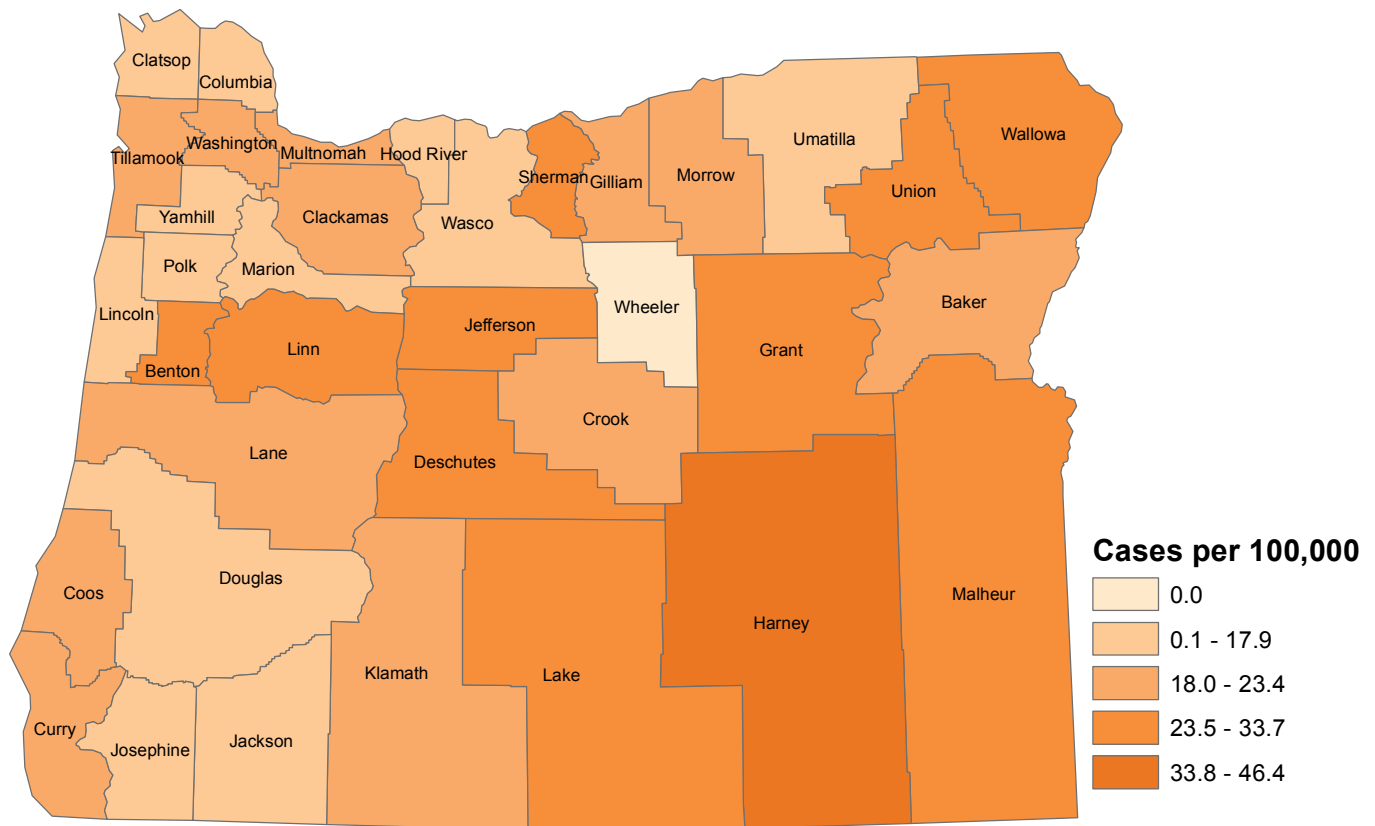 Clatsop
Columbia
Washington
Tillamook
Multnomah
Hood River
Umatilla
Wallowa
Sherman
Gilliam
Morrow
Union
Yamhill
Clackamas
Wasco
Polk
Marion
Baker
Lincoln
Wheeler
Jefferson
Linn
Grant
Benton
Crook
Lane
Deschutes
Cases per 100,000
0.0
0.1 - 17.9
18.0 - 23.4
23.5 - 33.7
33.8 - 46.4
Douglas
Coos
Malheur
Harney
Klamath
Lake
Curry
Josephine
Jackson